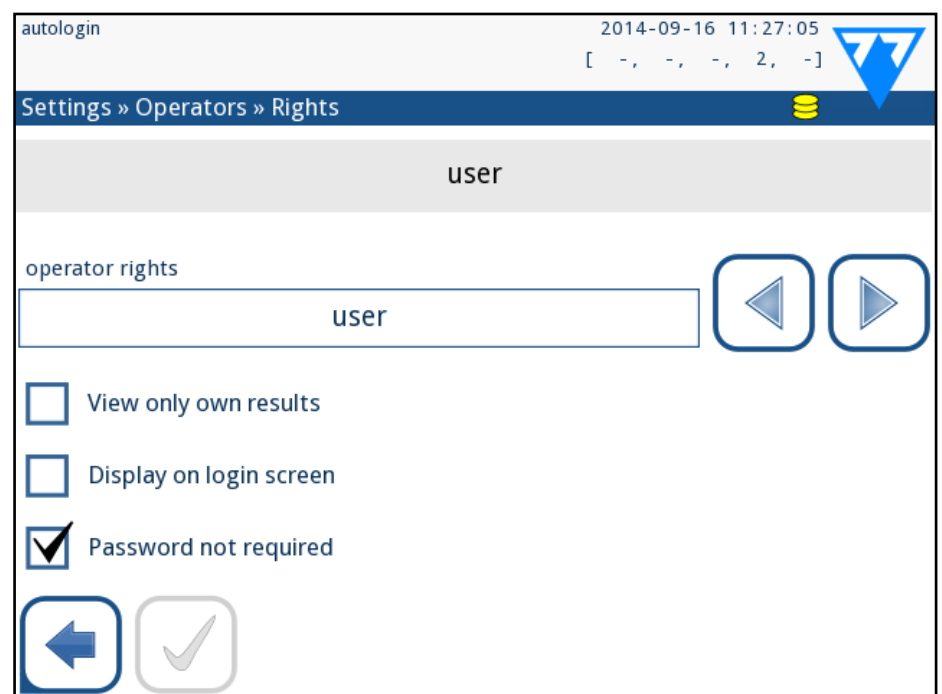 autologin
2014-09-16 11:27:05
[ -, -, -, 2, -]
Settings » Operators » Rights
user
operator rights
user
View only own results
Display on login screen
Password not required